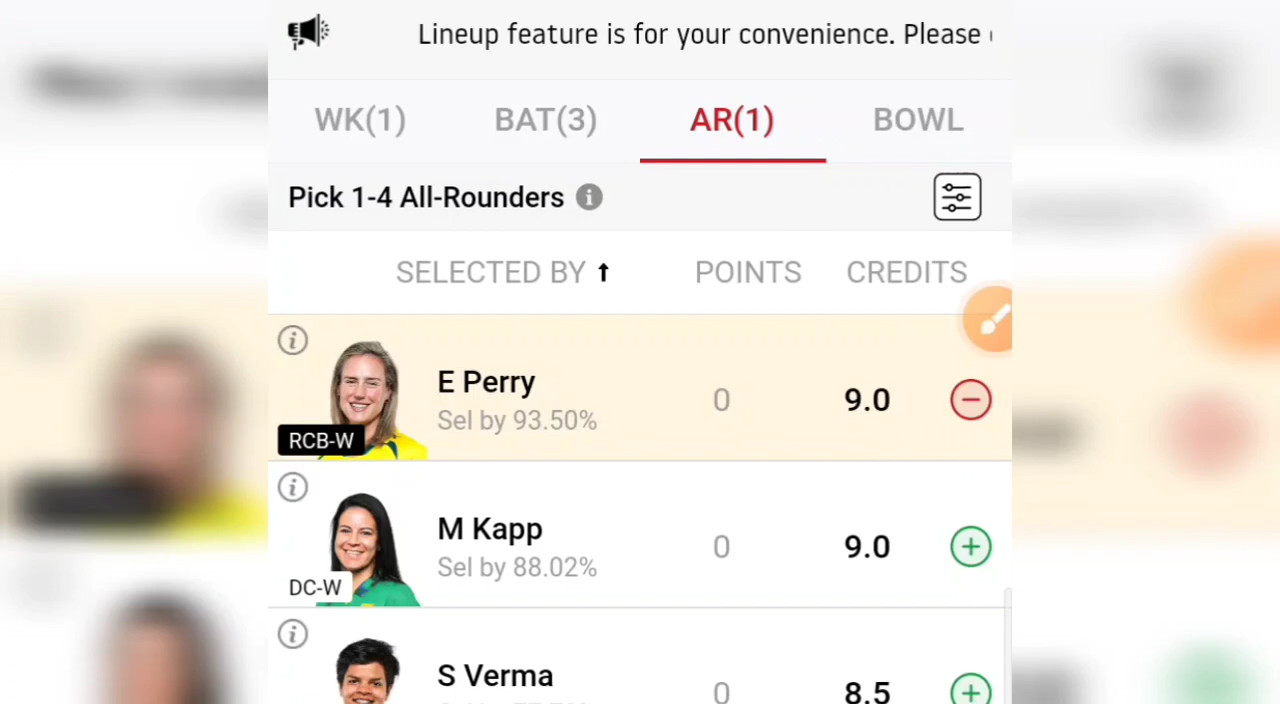 Lineup feature is for your convenience. Please
WK(1) BAT(3) AR(1) BOWL
Pick 1-4 All-Rounders
SELECTED BY ↑ POINTS CREDITS
E Perry
Sel by 93.50%
0 9.0
RCB-W
M Kapp
Sel by 88.02%
0 9.0
DC-W
S Verma
0 8.5